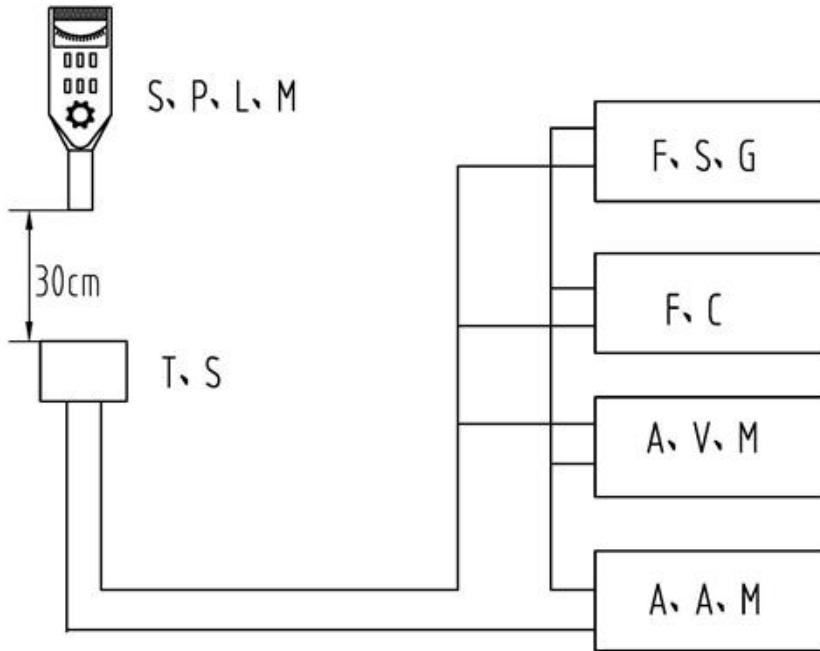 S、P、L、M
F、S、G
30cm
F、C
T、S
A、V、M
A、A、M